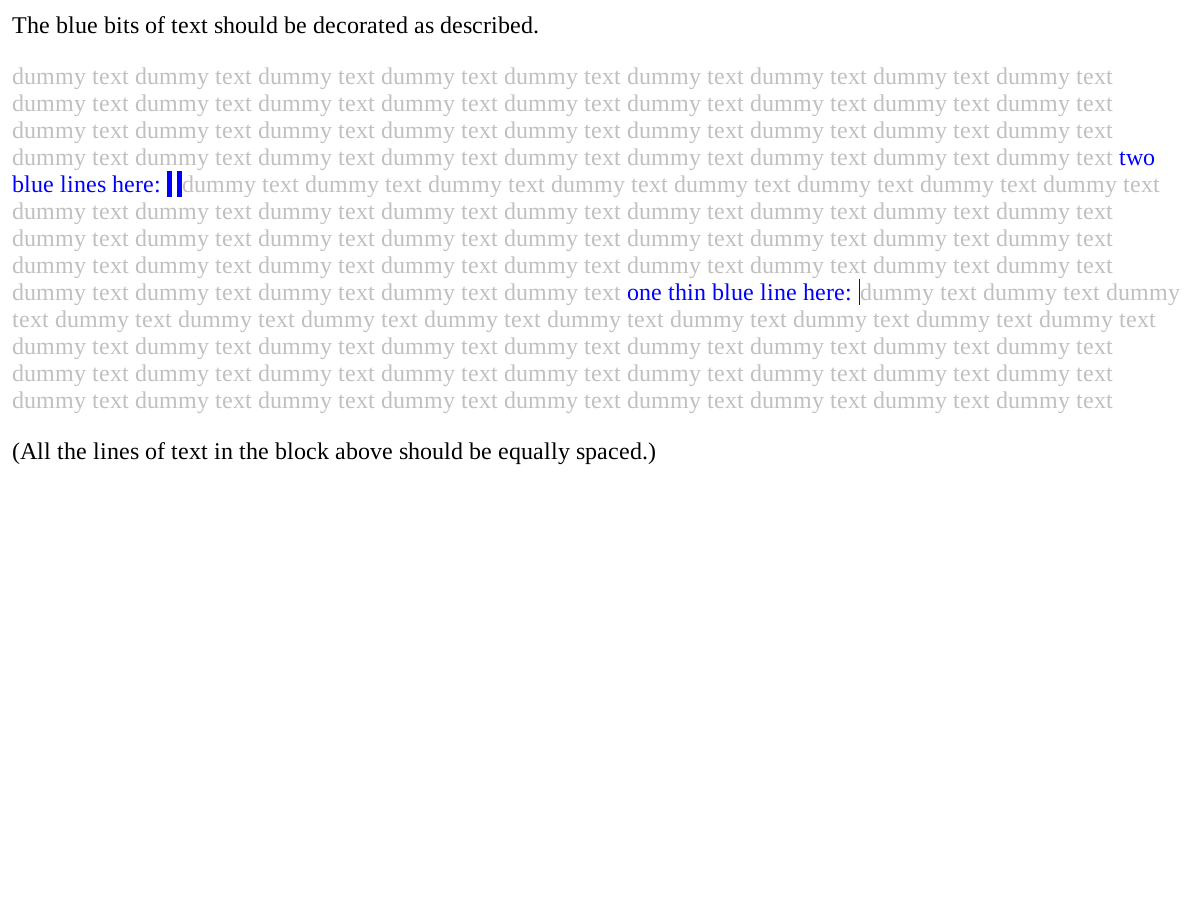 The blue bits of text should be decorated as described.
dummy text dummy text dummy text dummy text dummy text dummy text dummy text dummy text dummy text
dummy text dummy text dummy text dummy text dummy text dummy text dummy text dummy text dummy text
dummy text dummy text dummy text dummy text dummy text dummy text dummy text dummy text dummy text
dummy text dummy text dummy text dummy text dummy text dummy text dummy text dummy text dummy text two
blue lines here: dummy text dummy text dummy text dummy text dummy text dummy text dummy text dummy text
dummy text dummy text dummy text dummy text dummy text dummy text dummy text dummy text dummy text
dummy text dummy text dummy text dummy text dummy text dummy text dummy text dummy text dummy text
dummy text dummy text dummy text dummy text dummy text dummy text dummy text dummy text dummy text
dummy text dummy text dummy text dummy text dummy text one thin blue line here: dummy text dummy text dummy
text dummy text dummy text dummy text dummy text dummy text dummy text dummy text dummy text dummy text
dummy text dummy text dummy text dummy text dummy text dummy text dummy text dummy text dummy text
dummy text dummy text dummy text dummy text dummy text dummy text dummy text dummy text dummy text
dummy text dummy text dummy text dummy text dummy text dummy text dummy text dummy text dummy text
(All the lines of text in the block above should be equally spaced.)